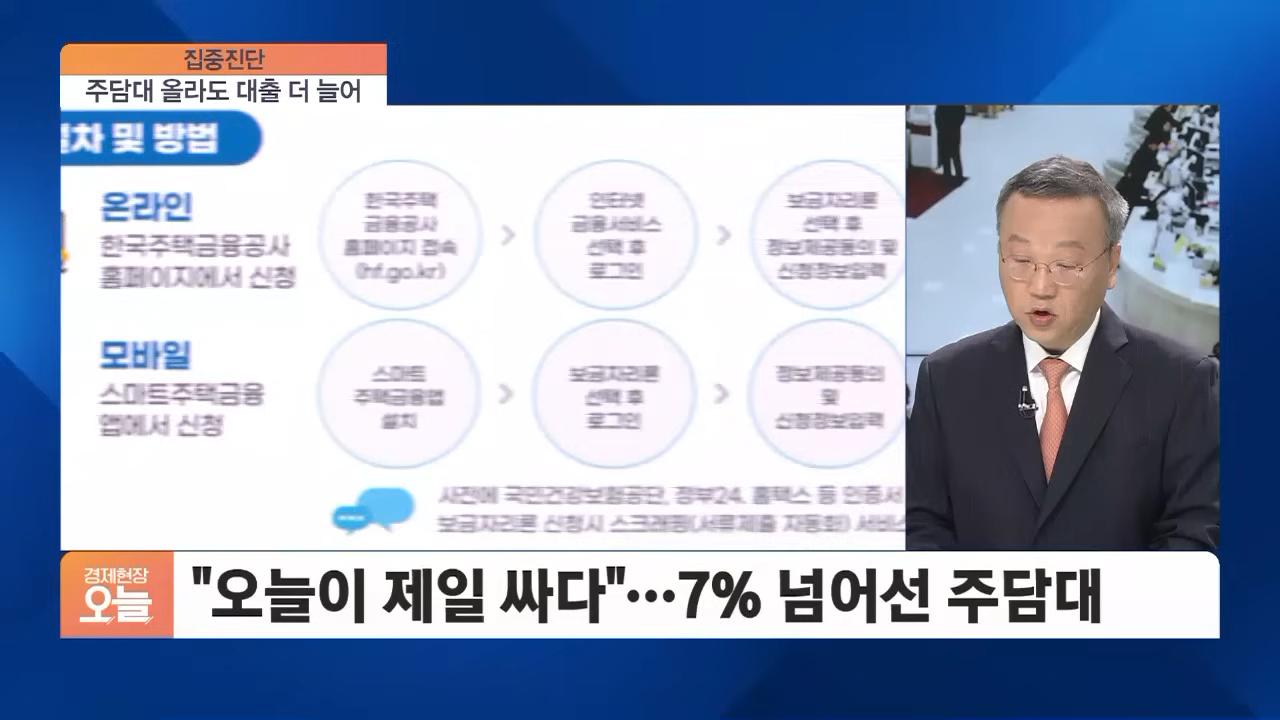 집중진단
주담대 올라도 대출 더 늘어
절차 및 방법
온라인
한국주택금융공사
홈페이지에서 신청
한국주택
금융공사
홈페이지 접속
(hf.go.kr)
인터넷
금융서비스
선택 후
로그인
보금자리론
선택 후
정보제공동의 및
신청정보입력
모바일
스마트주택금융
앱에서 신청
스마트
주택금융앱
설치
보금자리론
선택 후
로그인
정보제공동의
및
신청정보입력
사전에 국민건강보험공단, 정부24, 홈택스 등 인증서
보금자리론 신청시 스크래핑(서류제출 자동화) 서비스
경제현장
오늘
"오늘이 제일 싸다"…7% 넘어선 주담대